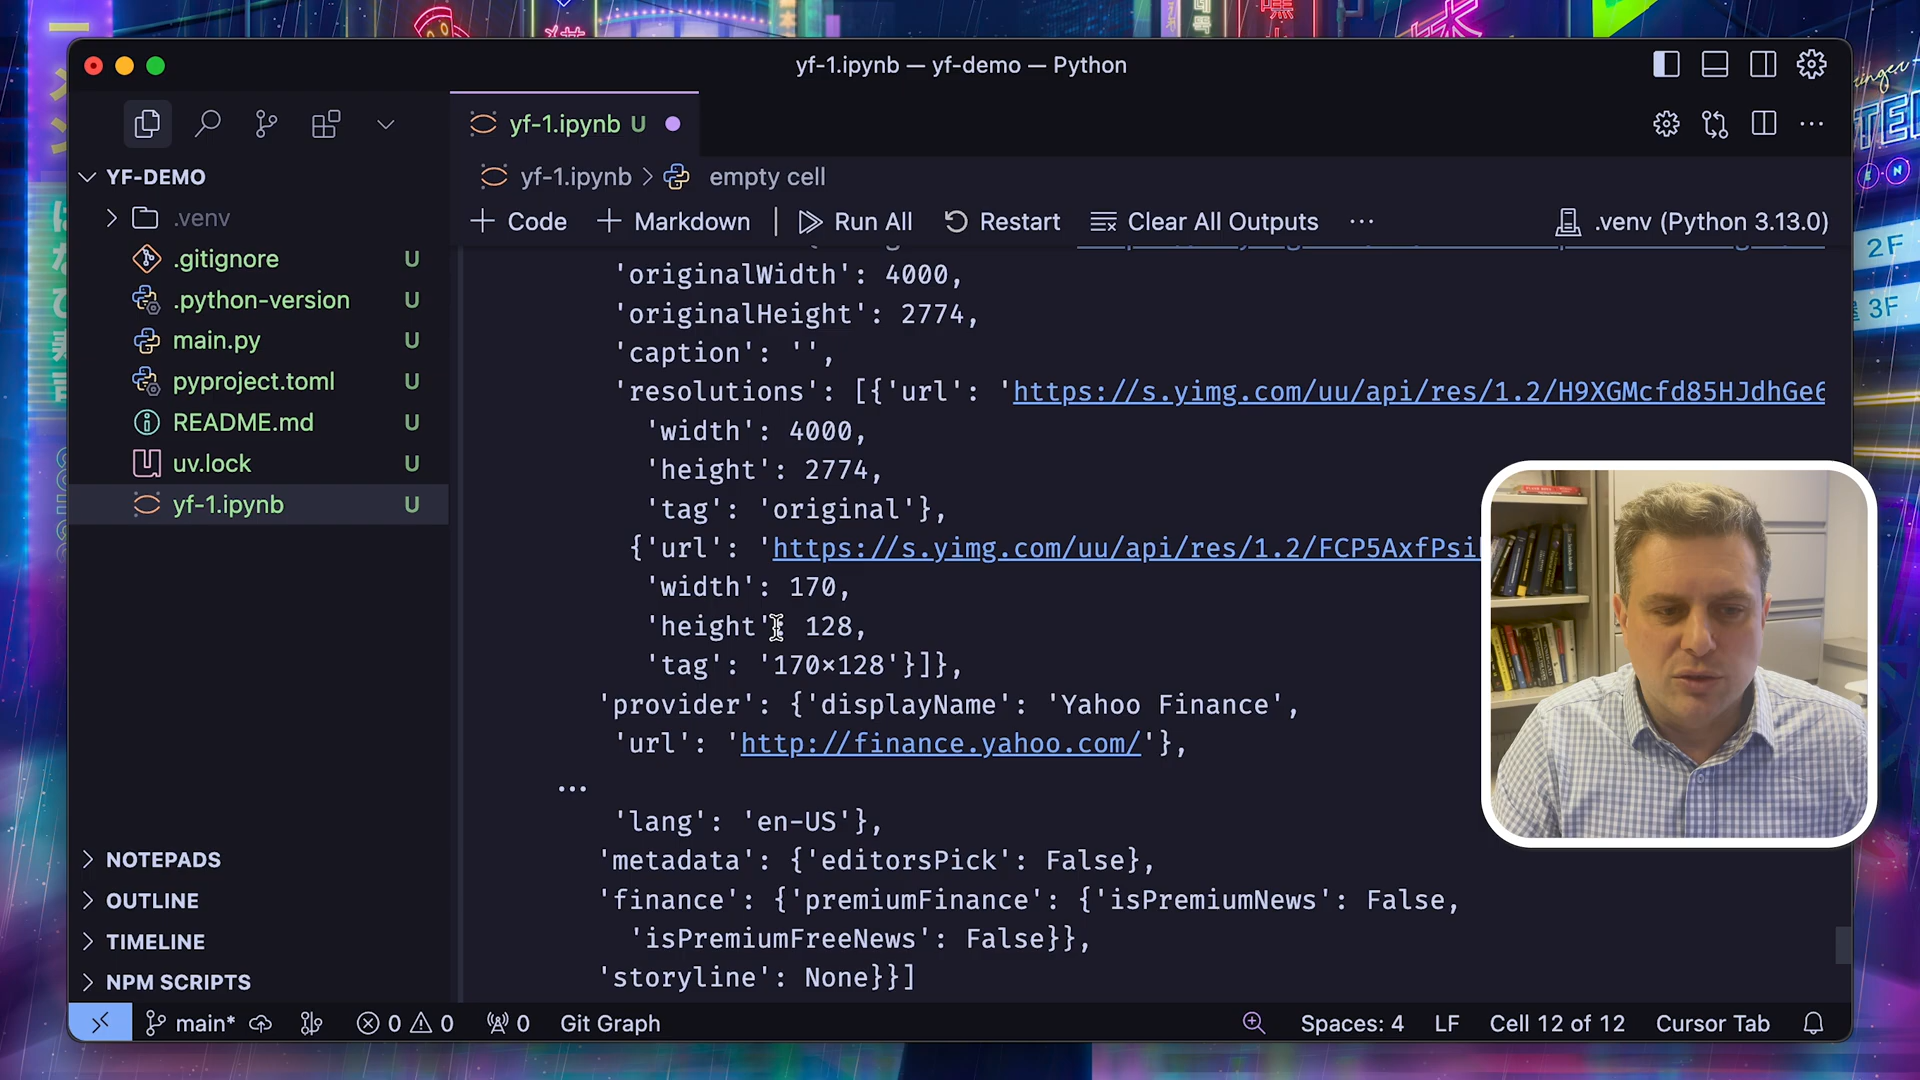 yf-1.ipynb — yf-demo — Python
yf-1.ipynb U
YF-DEMO
yf-1.ipynb > empty cell
.venv
Code Markdown | Run All Restart Clear All Outputs ... .venv (Python 3.13.0)
.gitignore U
.python-version U
main.py U
pyproject.toml U
README.md U
uv.lock U
yf-1.ipynb U
'originalWidth': 4000,
'originalHeight': 2774,
'caption': '',
'resolutions': [{'url': 'https://s.yimg.com/uu/api/res/1.2/H9XGMcfd85HJdhGe6
'width': 4000,
'height': 2774,
'tag': 'original'},
{'url': 'https://s.yimg.com/uu/api/res/1.2/FCP5AxfPsi
'width': 170,
'height': 128,
'tag': '170×128'}]},
'provider': {'displayName': 'Yahoo Finance',
'url': 'http://finance.yahoo.com/'},
...
'lang': 'en-US'},
'metadata': {'editorsPick': False},
'finance': {'premiumFinance': {'isPremiumNews': False,
'isPremiumFreeNews': False}},
'storyline': None}}]
NOTEPADS
OUTLINE
TIMELINE
NPM SCRIPTS
main* 0 0 0 Git Graph Spaces: 4 LF Cell 12 of 12 Cursor Tab
2F
3F